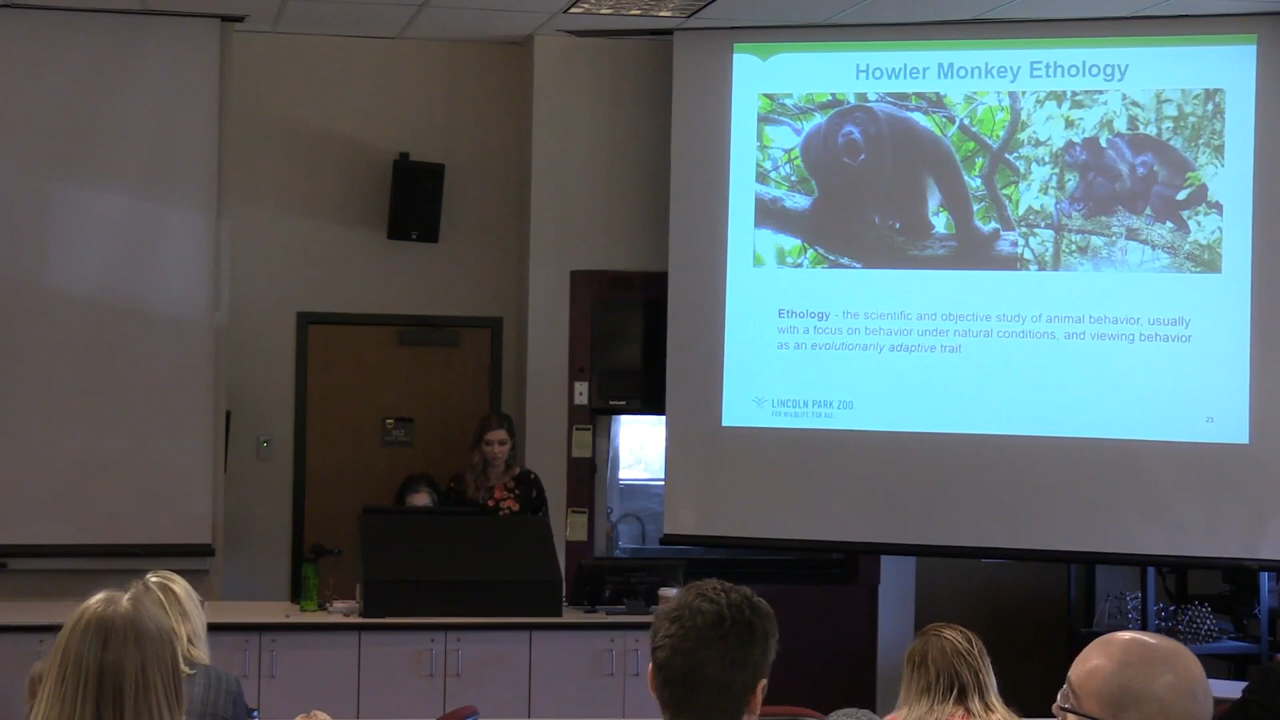 Howler Monkey Ethology
Ethology - the scientific and objective study of animal behavior, usually
with a focus on behavior under natural conditions, and viewing behavior
as an evolutionarily adaptive trait
LINCOLN PARK ZOO
FOR WILDLIFE. FOR ALL.
23